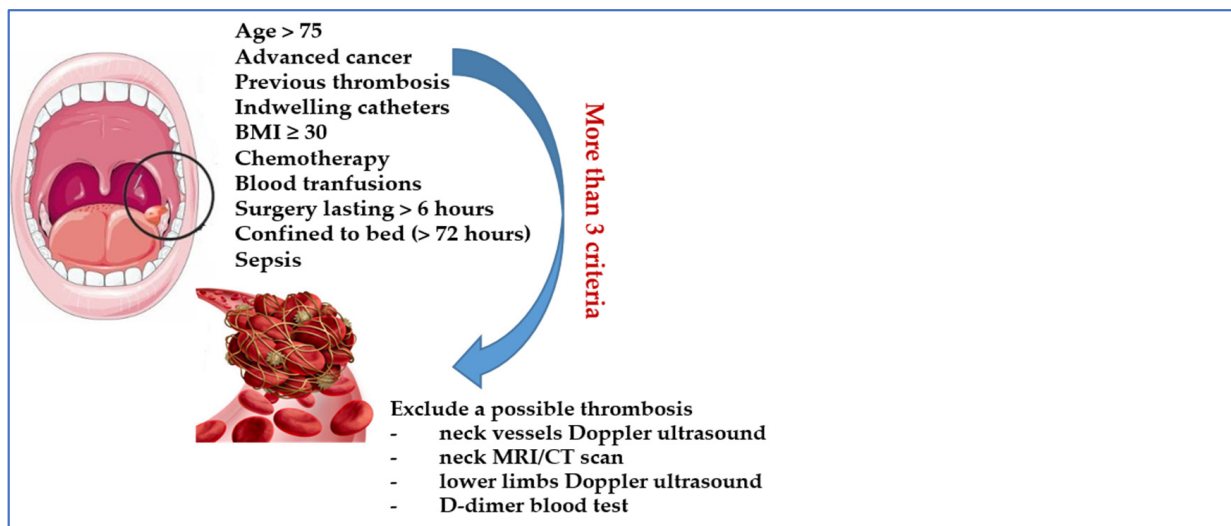 Age > 75
Advanced cancer
Previous thrombosis
Indwelling catheters
BMI ≥ 30
Chemotherapy
Blood tranfusions
Surgery lasting > 6 hours
Confined to bed (> 72 hours)
Sepsis
More than 3 criteria
Exclude a possible thrombosis
- neck vessels Doppler ultrasound
- neck MRI/CT scan
- lower limbs Doppler ultrasound
- D-dimer blood test